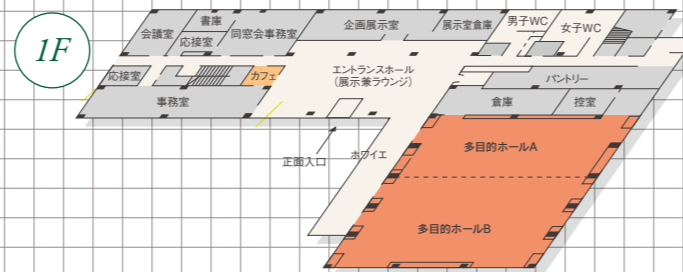 1F
書庫
会議室
応接室
同窓会事務室
企画展示室
展示室倉庫
男子WC
女子WC
応接室
カフェ
エントランスホール
(展示兼ラウンジ)
パントリー
事務室
倉庫
控室
正面入口
ホワイエ
多目的ホールA
多目的ホールB